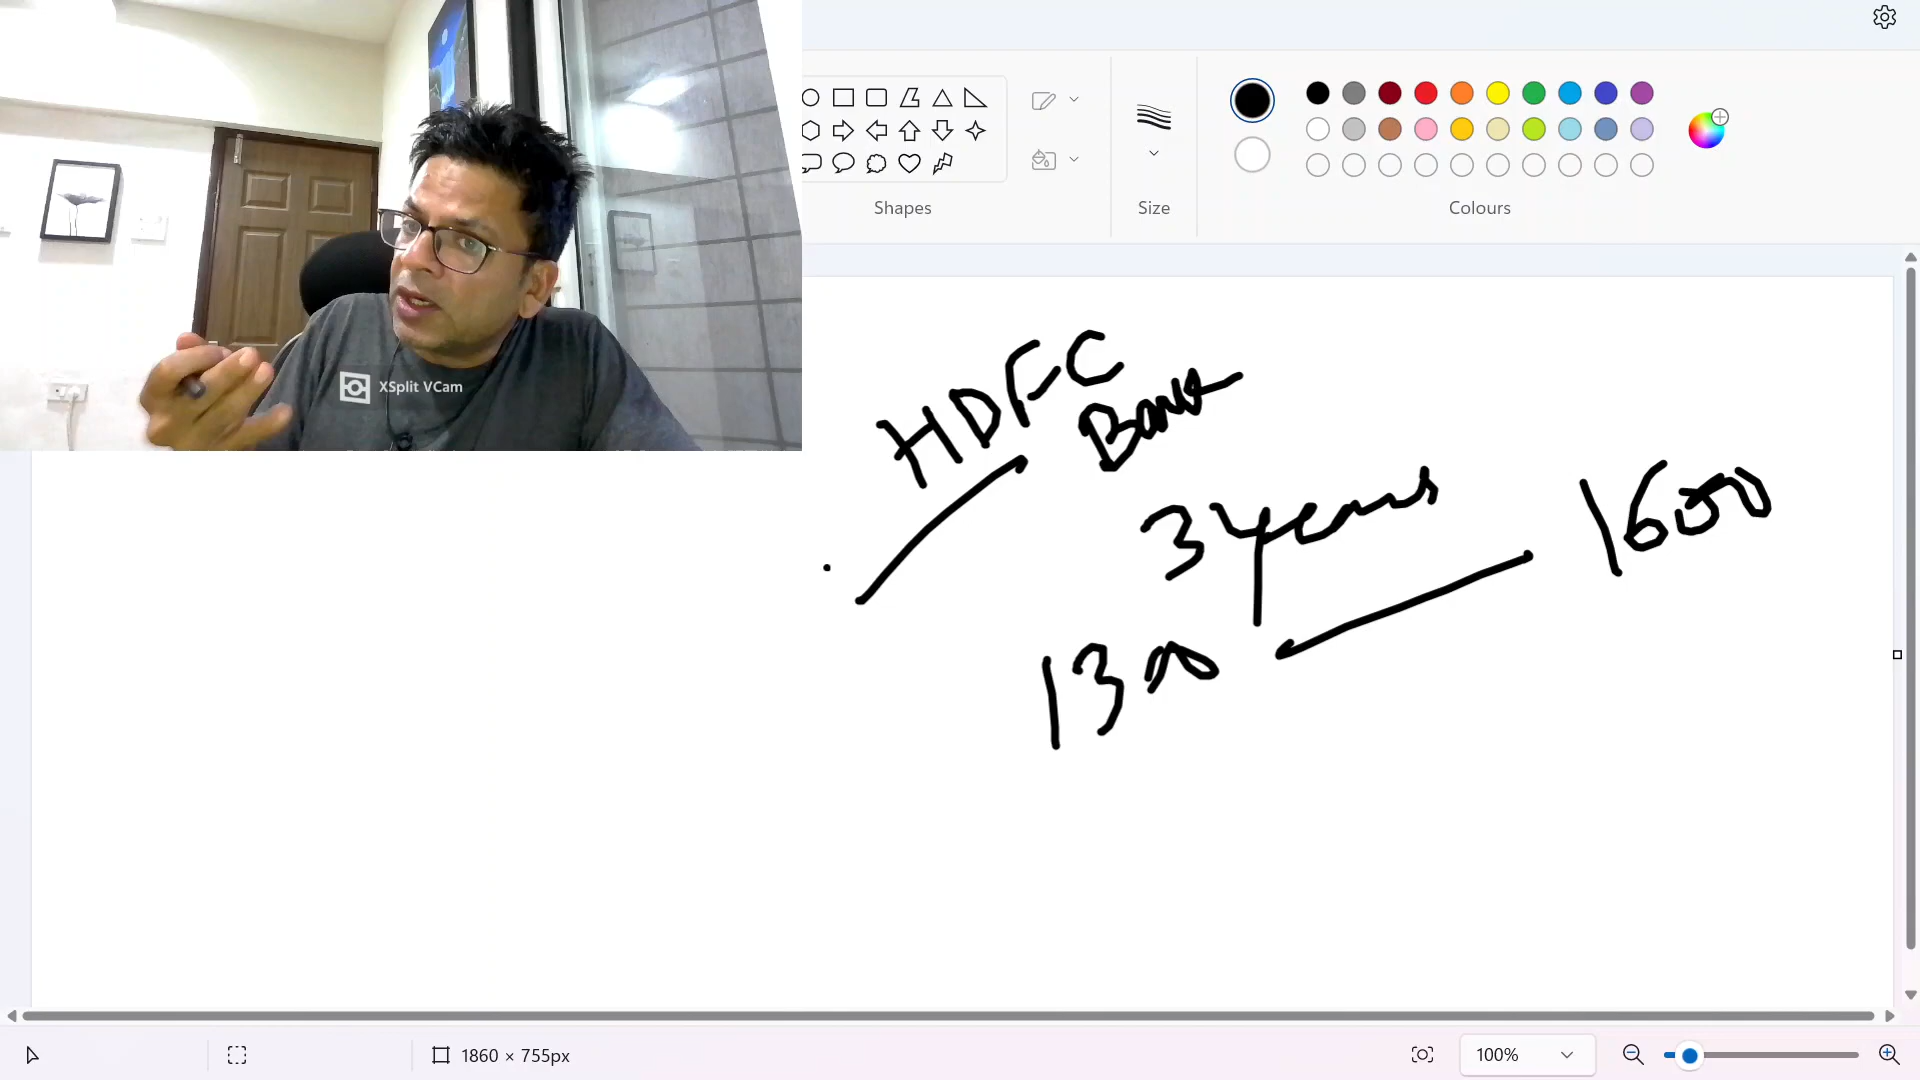 XSplit VCam
Shapes
Size
Colours
HDFC
Bank
3 years
1600
1300
1860 × 755px
100%